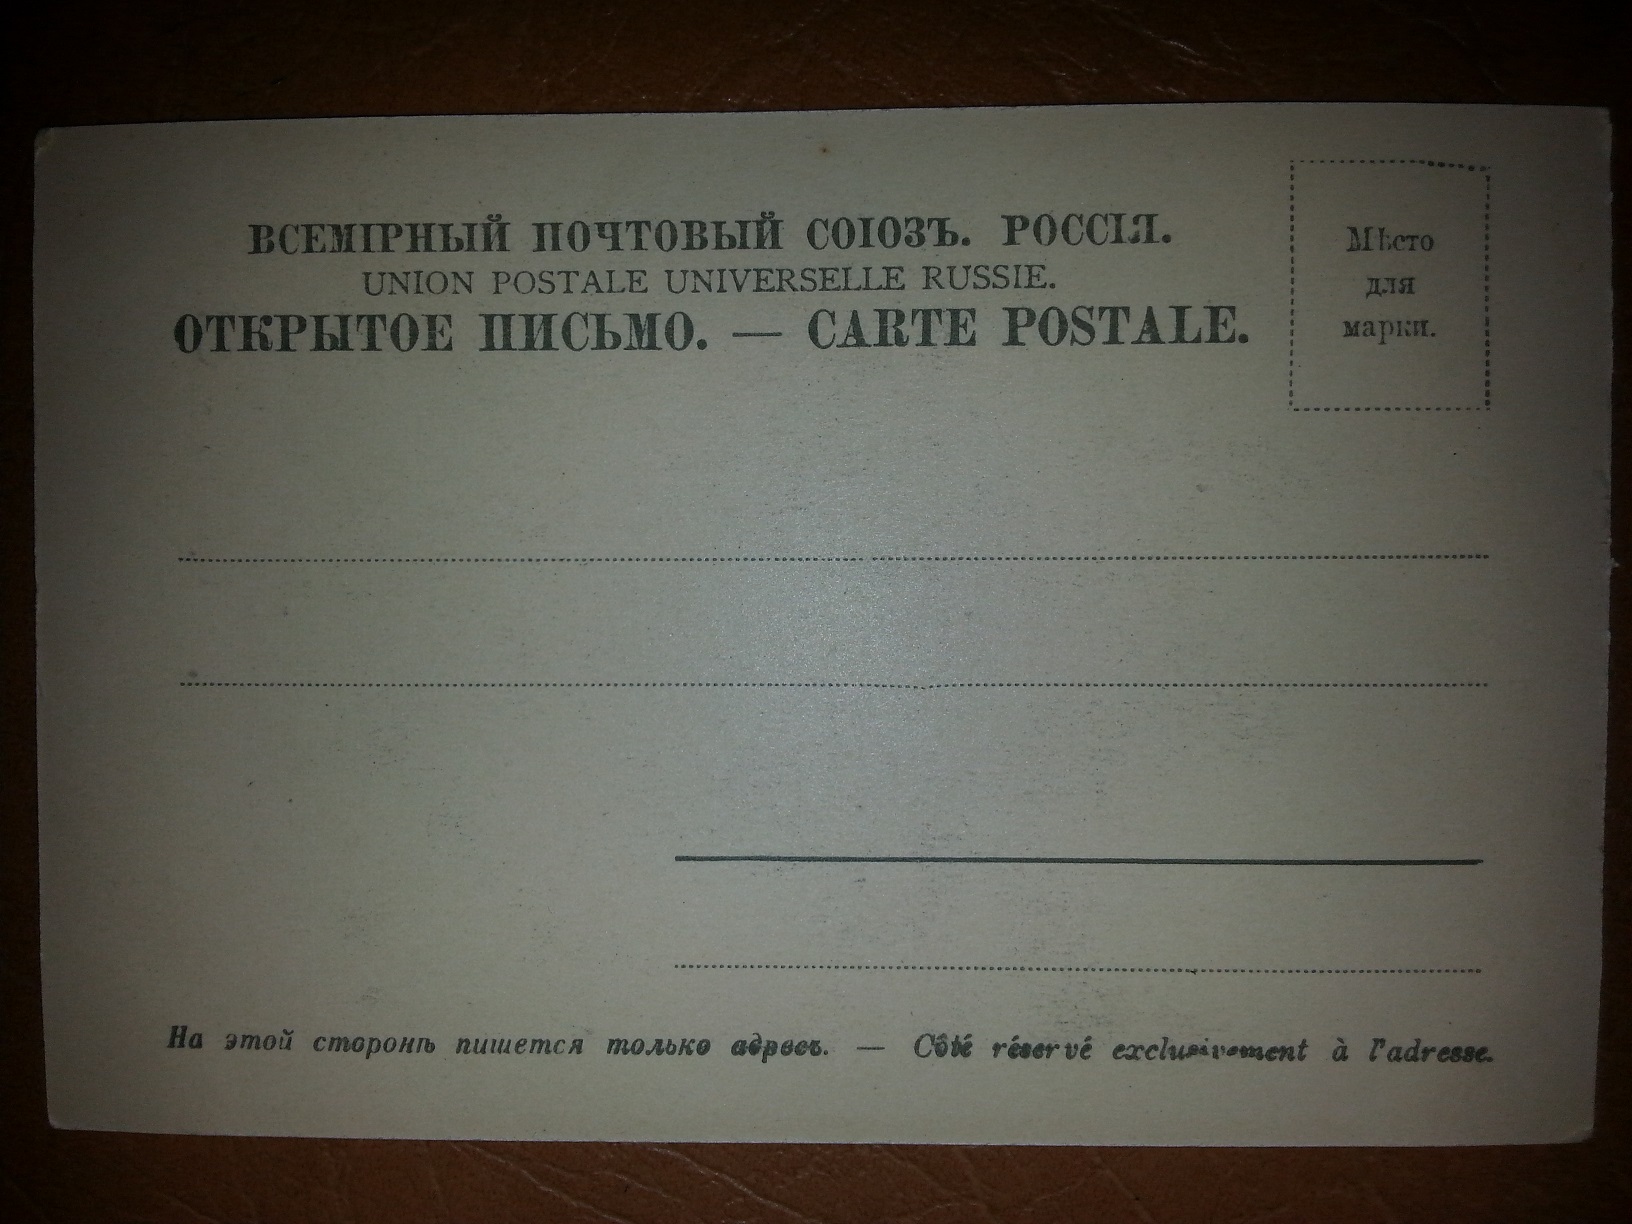 ВСЕМІРНЫЙ ПОЧТОВЫЙ СОЮЗЪ. РОССІЯ.
UNION POSTALE UNIVERSELLE RUSSIE.
ОТКРЫТОЕ ПИСЬМО. — CARTE POSTALE.
Мѣсто
для
марки.
На этой сторонѣ пишется только адресъ. — Côté réservé exclusivement à l'adresse.